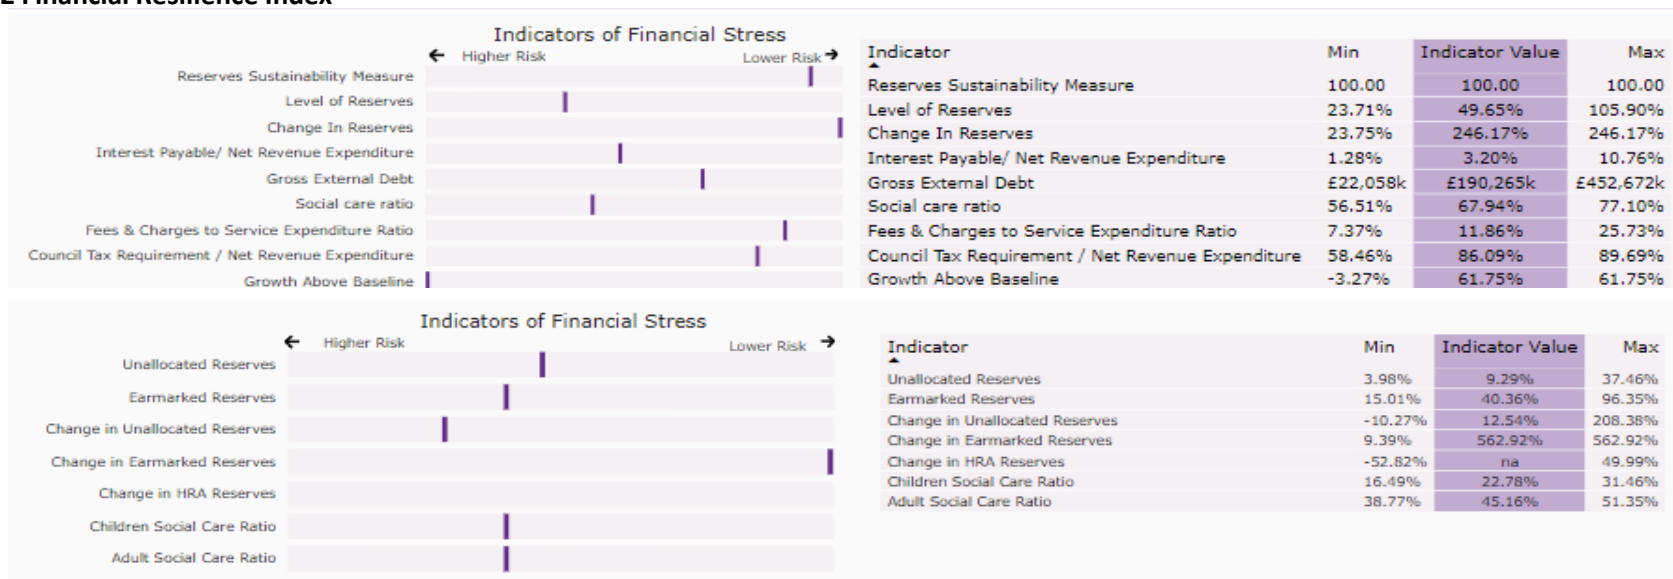 2 Financial Resilience Index
Indicators of Financial Stress
← Higher Risk Lower Risk →
Reserves Sustainability Measure
Level of Reserves
Change In Reserves
Interest Payable/ Net Revenue Expenditure
Gross External Debt
Social care ratio
Fees & Charges to Service Expenditure Ratio
Council Tax Requirement / Net Revenue Expenditure
Growth Above Baseline
Indicator Min Indicator Value Max
Reserves Sustainability Measure 100.00 100.00 100.00
Level of Reserves 23.71% 49.65% 105.90%
Change In Reserves 23.75% 246.17% 246.17%
Interest Payable/ Net Revenue Expenditure 1.28% 3.20% 10.76%
Gross External Debt £22,058k £190,265k £452,672k
Social care ratio 56.51% 67.94% 77.10%
Fees & Charges to Service Expenditure Ratio 7.37% 11.86% 25.73%
Council Tax Requirement / Net Revenue Expenditure 58.46% 86.09% 89.69%
Growth Above Baseline -3.27% 61.75% 61.75%
Indicators of Financial Stress
← Higher Risk Lower Risk →
Unallocated Reserves
Earmarked Reserves
Change in Unallocated Reserves
Change in Earmarked Reserves
Change in HRA Reserves
Children Social Care Ratio
Adult Social Care Ratio
Indicator Min Indicator Value Max
Unallocated Reserves 3.98% 9.29% 37.46%
Earmarked Reserves 15.01% 40.36% 96.35%
Change in Unallocated Reserves -10.27% 12.54% 208.38%
Change in Earmarked Reserves 9.39% 562.92% 562.92%
Change in HRA Reserves -52.82% na 49.99%
Children Social Care Ratio 16.49% 22.78% 31.46%
Adult Social Care Ratio 38.77% 45.16% 51.35%